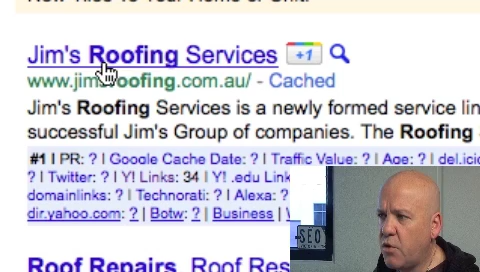 Jim's Roofing Services +1
www.jimsroofing.com.au/ - Cached
Jim's Roofing Services is a newly formed service
successful Jim's Group of companies. The Roofing
#1 | PR: ? | Google Cache Date: ? | Traffic Value: ? | Age: ? | del.icio
? | Twitter: ? | Y! Links: 34 | Y! .edu Link
domainlinks: ? | Technorati: ? | Alexa: ?
dir.yahoo.com: ? | Botw: ? | Business |
SEO
Roof Repairs, Roof Res